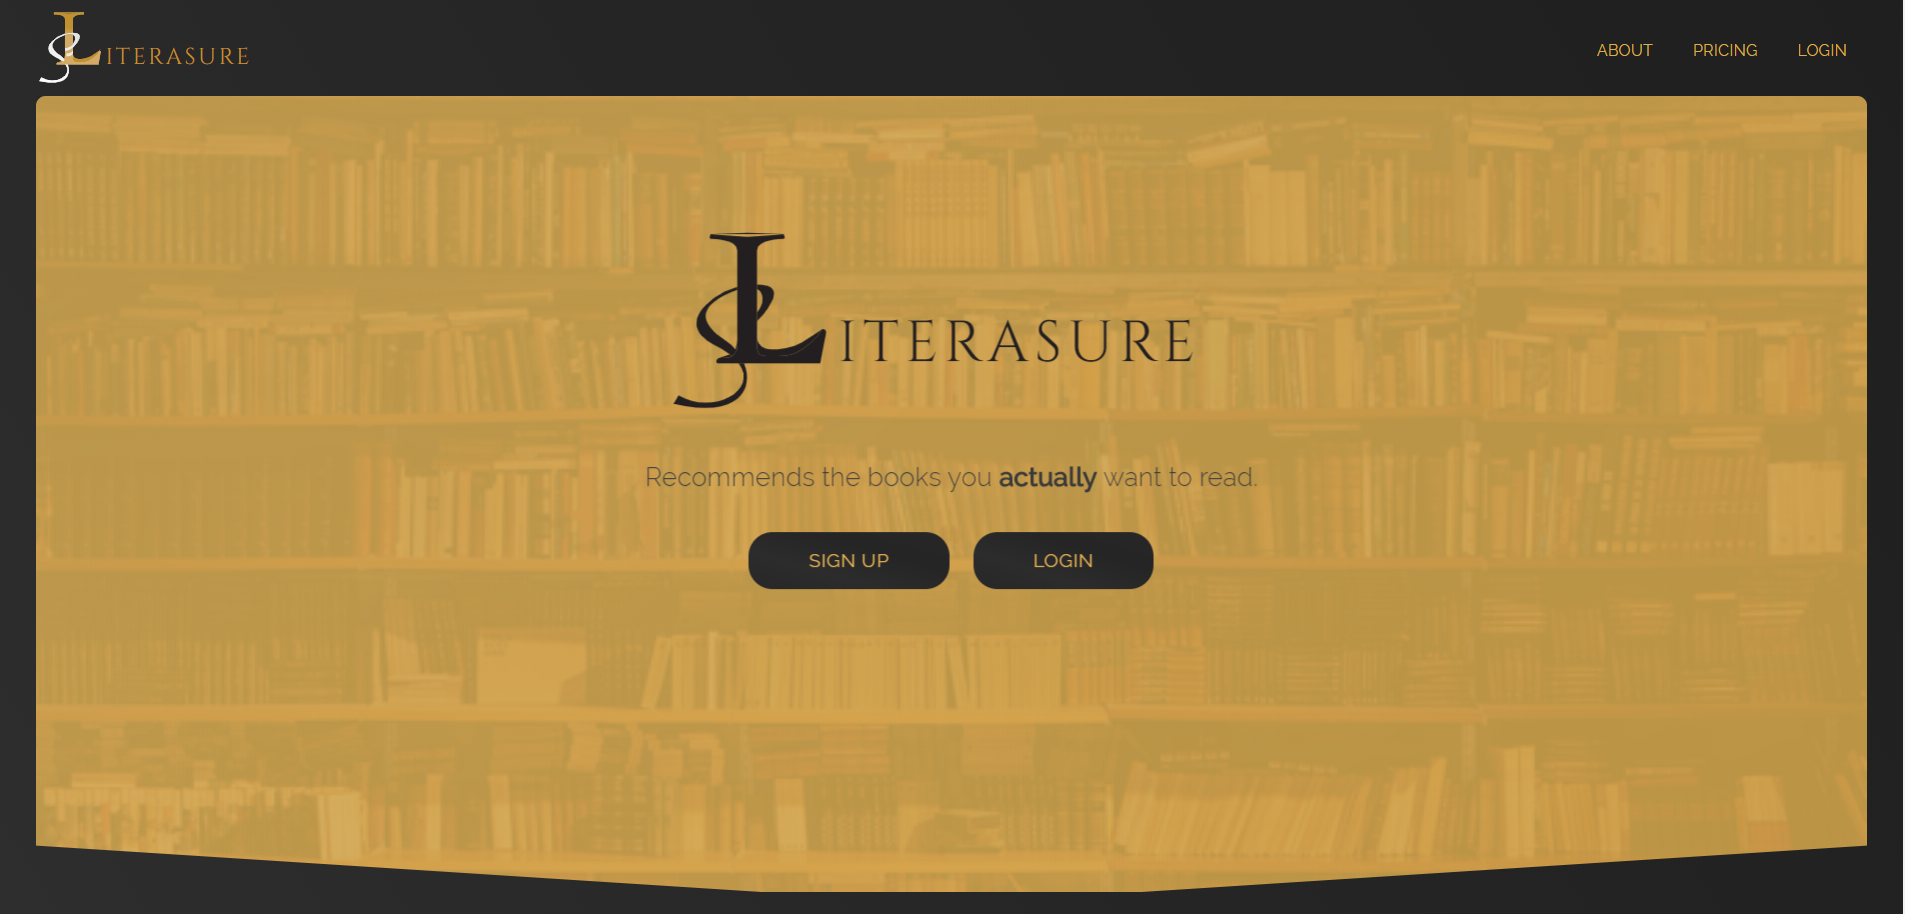 LITERASURE
ABOUT PRICING LOGIN
LITERASURE
Recommends the books you actually want to read.
SIGN UP LOGIN